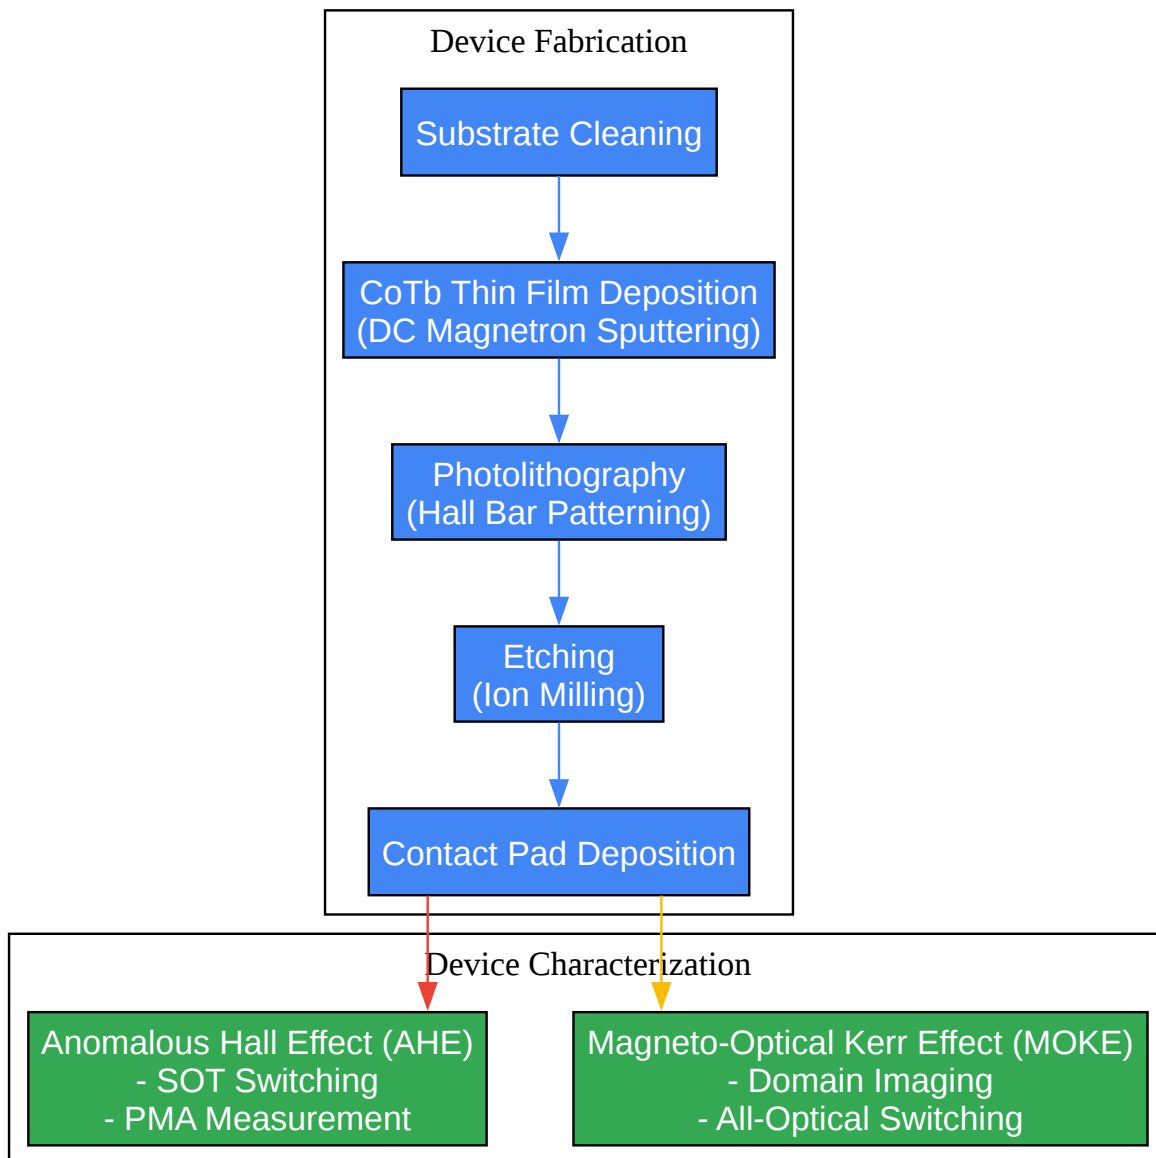 Device Fabrication
Substrate Cleaning
CoTb Thin Film Deposition
(DC Magnetron Sputtering)
Photolithography
(Hall Bar Patterning)
Etching
(Ion Milling)
Contact Pad Deposition
Device Characterization
Anomalous Hall Effect (AHE)
- SOT Switching
- PMA Measurement
Magneto-Optical Kerr Effect (MOKE)
- Domain Imaging
- All-Optical Switching